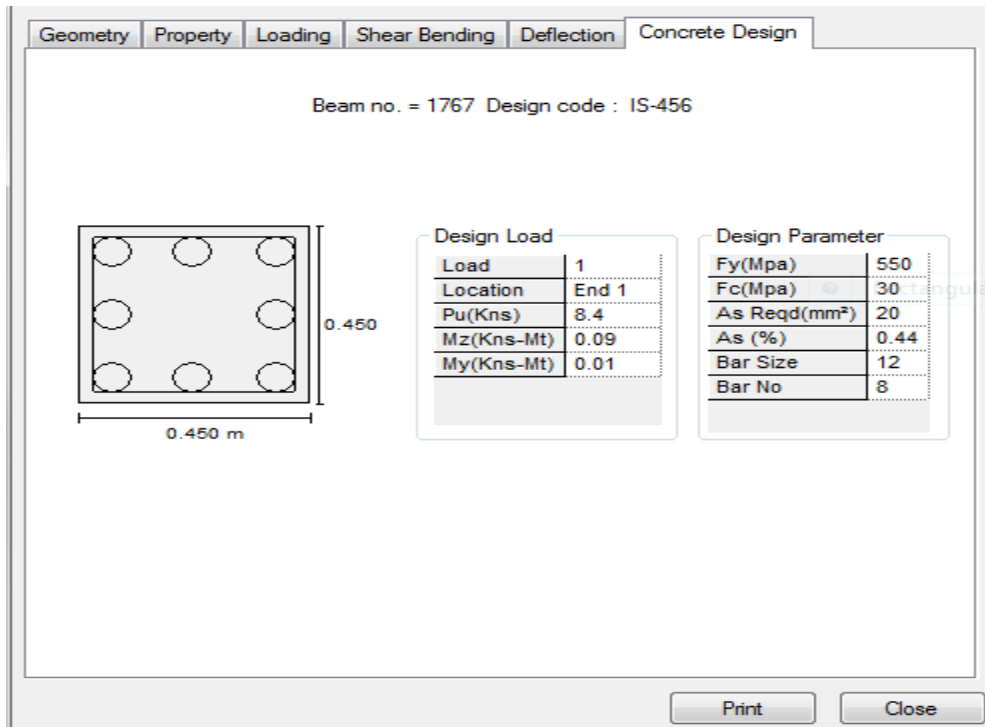 Geometry Property Loading Shear Bending Deflection Concrete Design
Beam no. = 1767 Design code : IS-456
0.450
0.450 m
Design Load
Load 1
Location End 1
Pu(Kns) 8.4
Mz(Kns-Mt) 0.09
My(Kns-Mt) 0.01
Design Parameter
Fy(Mpa) 550
Fc(Mpa) 30
As Reqd(mm²) 20
As (%) 0.44
Bar Size 12
Bar No 8
Print Close